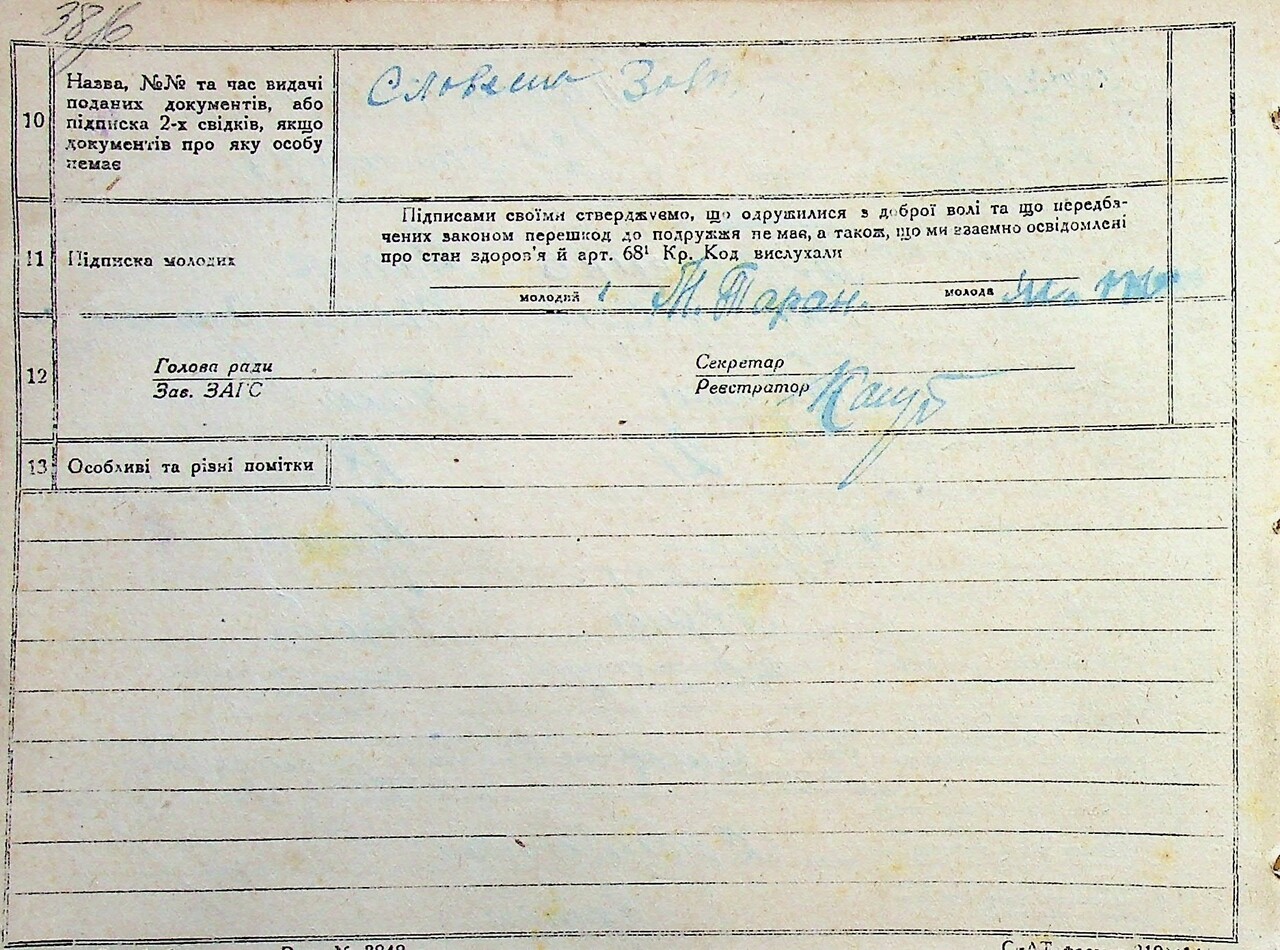 38/6
10
Назва, №№ та час видачі
поданих документів, або
підписка 2-х свідків, якщо
документів про яку особу
немає
Словесна
11
Підписка молодих
Підписами своїми стверджуємо, що одружилися з доброї волі та що передба-
чених законом перешкод до подружжя немає, а також, що ми взаємно освідомлені
про стан здоров'я й арт. 68¹ Кр. Код вислухали
молодий М. Таран. молода
12
Голова ради
Зав. ЗАГС
Секретар
Реєстратор
13
Особливі та різні помітки